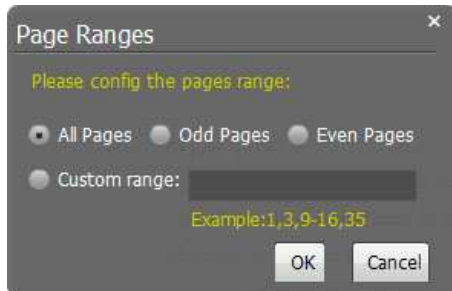 Page Ranges
Please config the pages range:
All Pages Odd Pages Even Pages
Custom range:
Example:1,3,9-16,35
OK Cancel